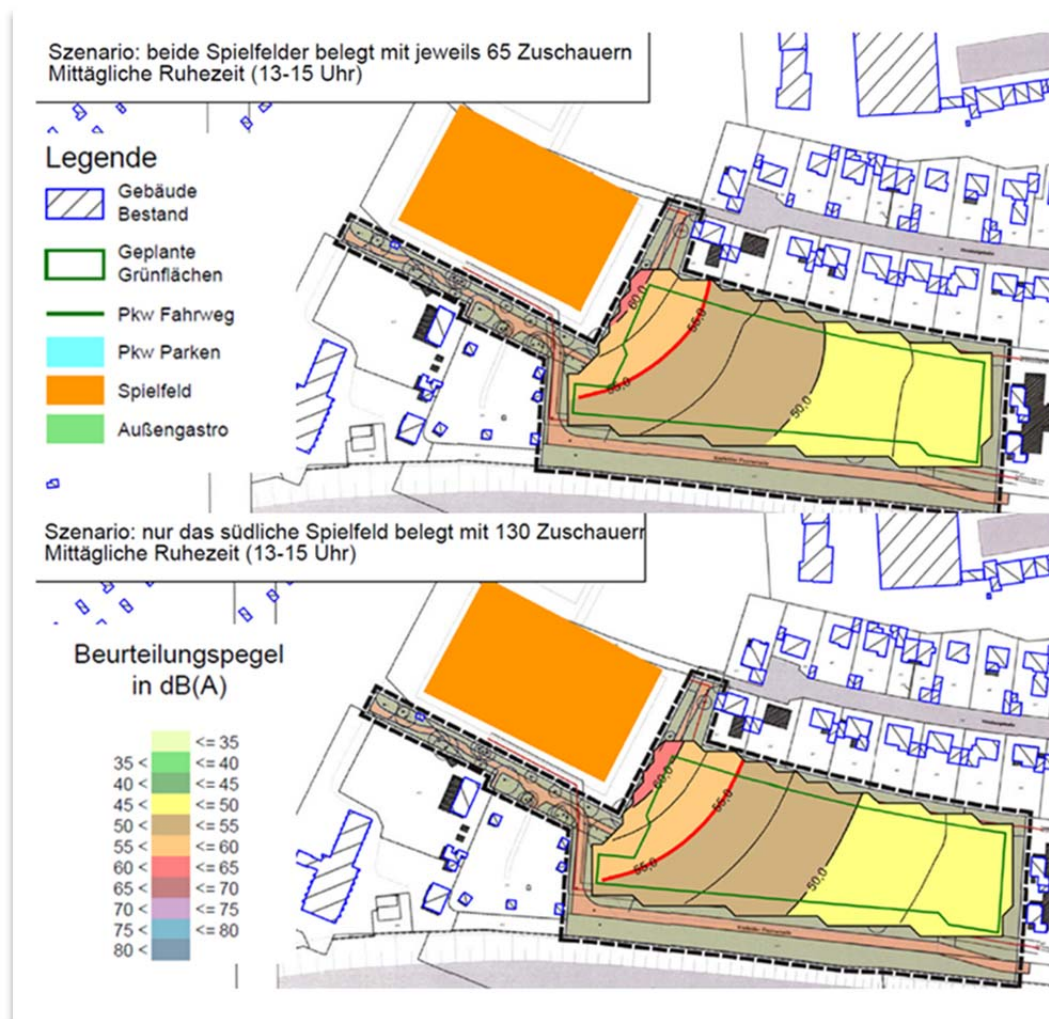 Szenario: beide Spielfelder belegt mit jeweils 65 Zuschauern
Mittägliche Ruhezeit (13-15 Uhr)
Legende
Gebäude
Bestand
Geplante
Grünflächen
Pkw Fahrweg
Pkw Parken
Spielfeld
Außengastro
60,0
55,0
55,0
50,0
Szenario: nur das südliche Spielfeld belegt mit 130 Zuschauern
Mittägliche Ruhezeit (13-15 Uhr)
Beurteilungspegel
in dB(A)
<= 35
35 < <= 40
40 < <= 45
45 < <= 50
50 < <= 55
55 < <= 60
60 < <= 65
65 < <= 70
70 < <= 75
75 < <= 80
80 <
60,0
55,0
55,0
50,0